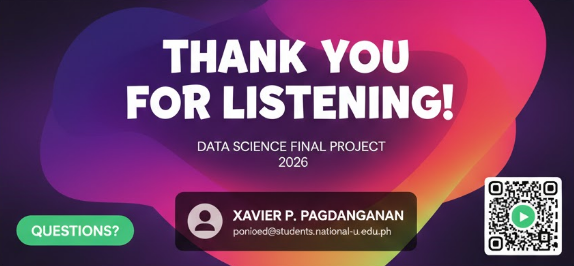 THANK YOU
FOR LISTENING!
DATA SCIENCE FINAL PROJECT
2026
XAVIER P. PAGDANGANAN
ponioed@students.national-u.edu.ph
QUESTIONS?